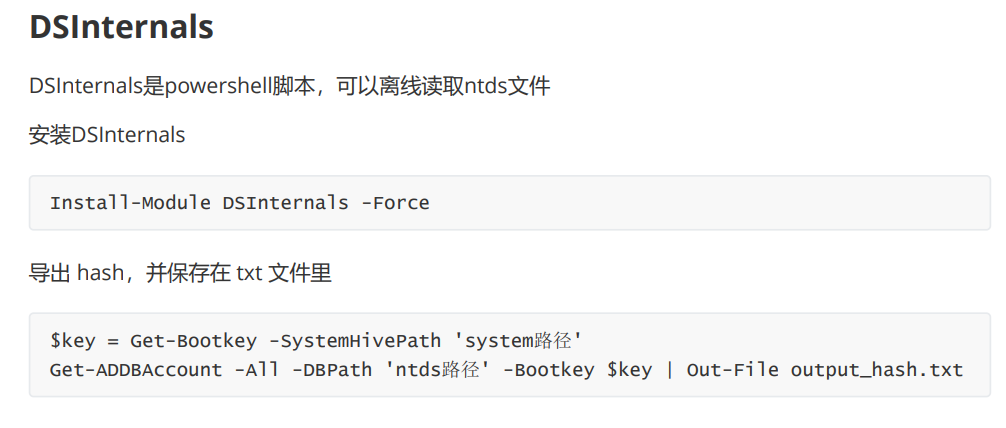 DSInternals
DSInternals是powershell脚本，可以离线读取ntds文件
安装DSInternals
Install-Module DSInternals -Force
导出 hash，并保存在 txt 文件里
$key = Get-Bootkey -SystemHivePath 'system路径'
Get-ADDBAccount -All -DBPath 'ntds路径' -Bootkey $key | Out-File output_hash.txt